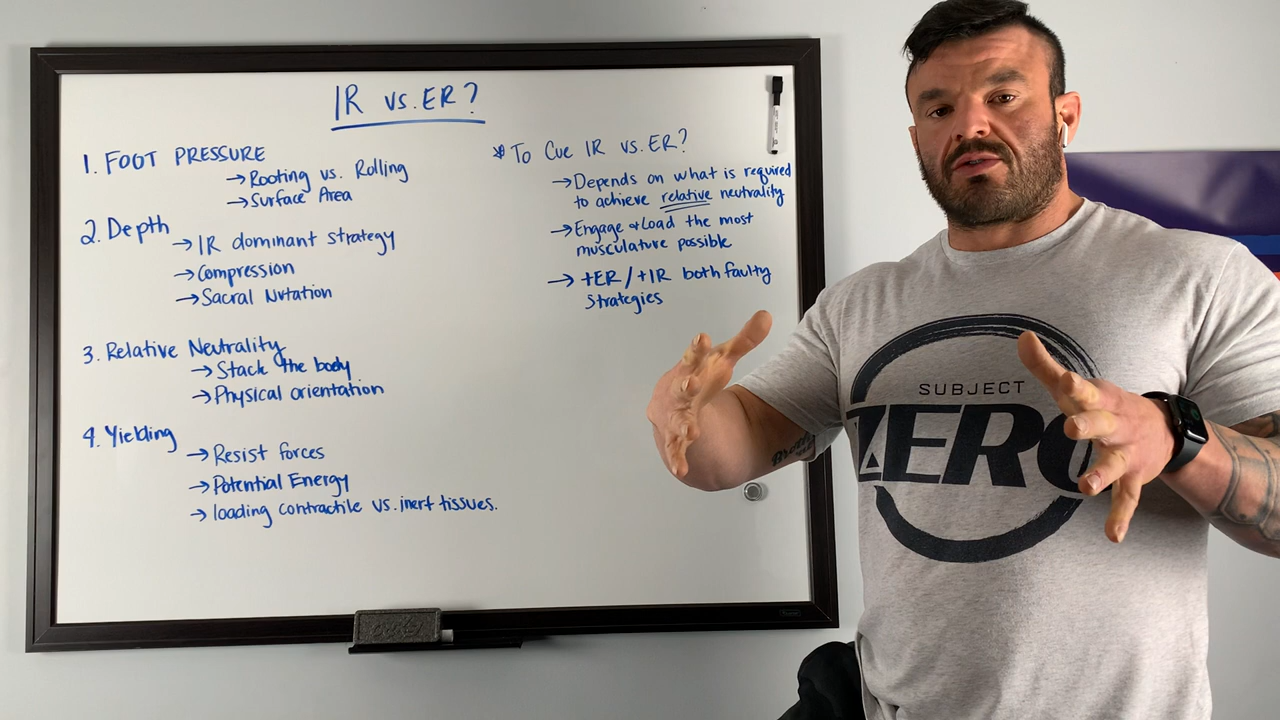 IR vs. ER?
1. FOOT PRESSURE
→ Rooting vs. Rolling
→ Surface Area
2. Depth
→ IR dominant strategy
→ Compression
→ Sacral Nutation
3. Relative Neutrality
→ Stack the body
→ Physical orientation
4. Yielding
→ Resist forces
→ Potential Energy
→ loading contractile vs. inert tissues.
* To Cue IR vs. ER?
→ Depends on what is required
to achieve relative neutrality
→ Engage & Load the most
musculature possible
→ +ER / +IR both faulty
Strategies
SUBJECT
ZERO